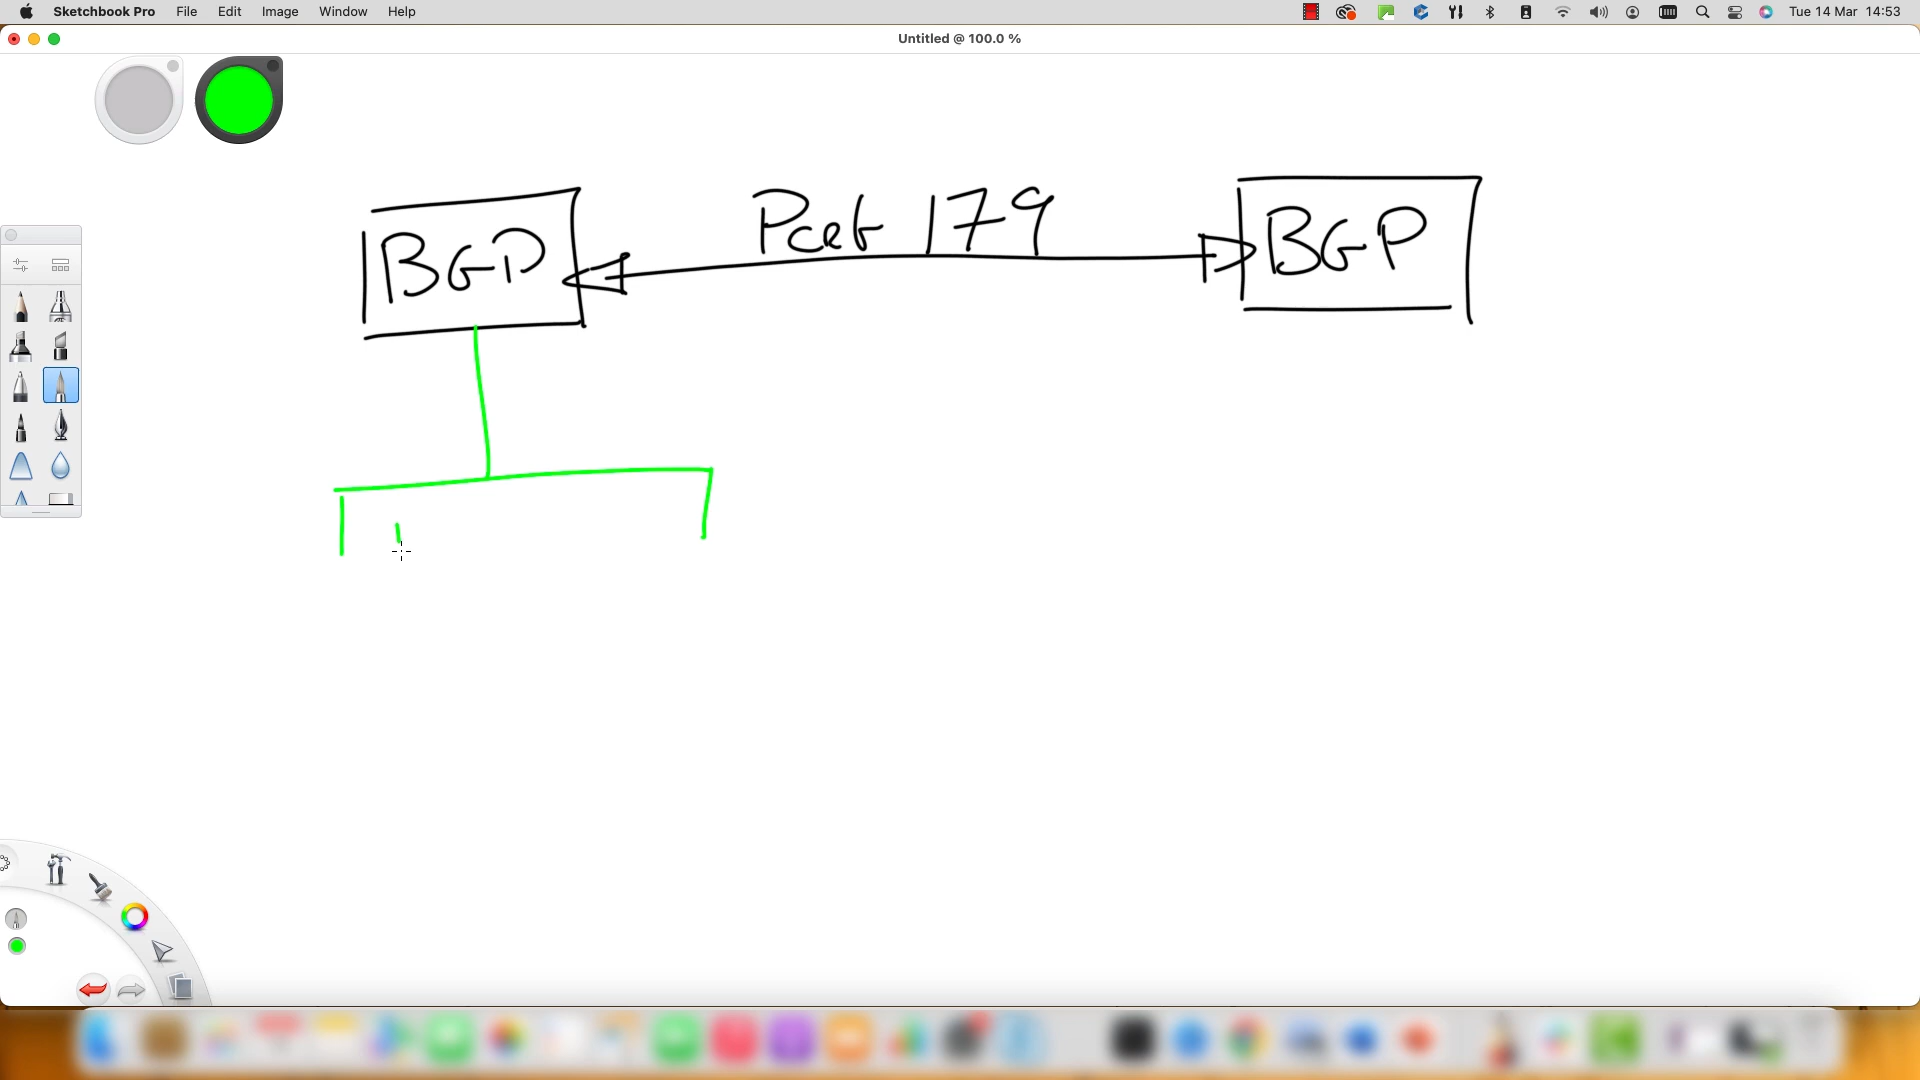 Sketchbook Pro File Edit Image Window Help Tue 14 Mar 14:53
Untitled @ 100.0 %
Port 179
BGP BGP